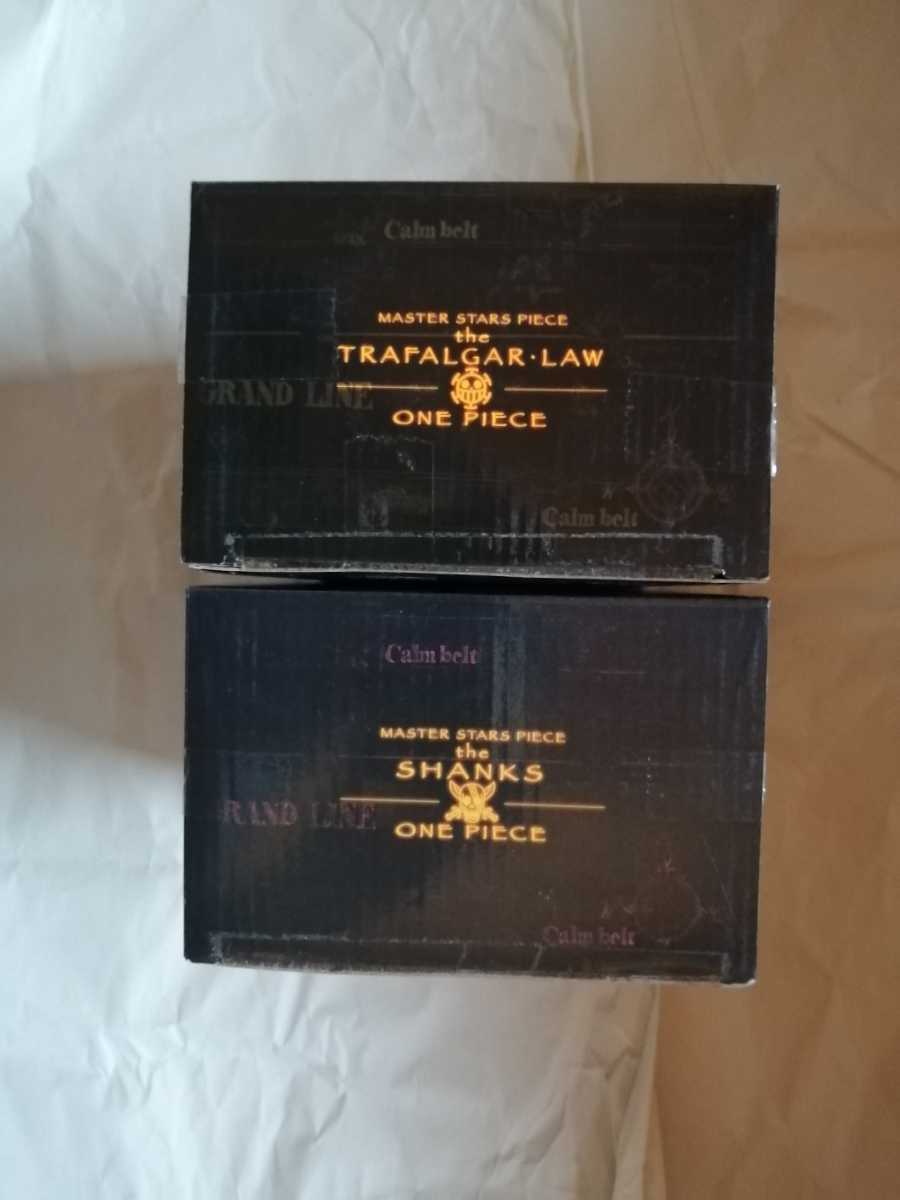 Calm belt
MASTER STARS PIECE
the
TRAFALGAR・LAW
GRAND LINE
ONE PIECE
Calm belt
Calm belt
MASTER STARS PIECE
the
SHANKS
GRAND LINE
ONE PIECE
Calm belt